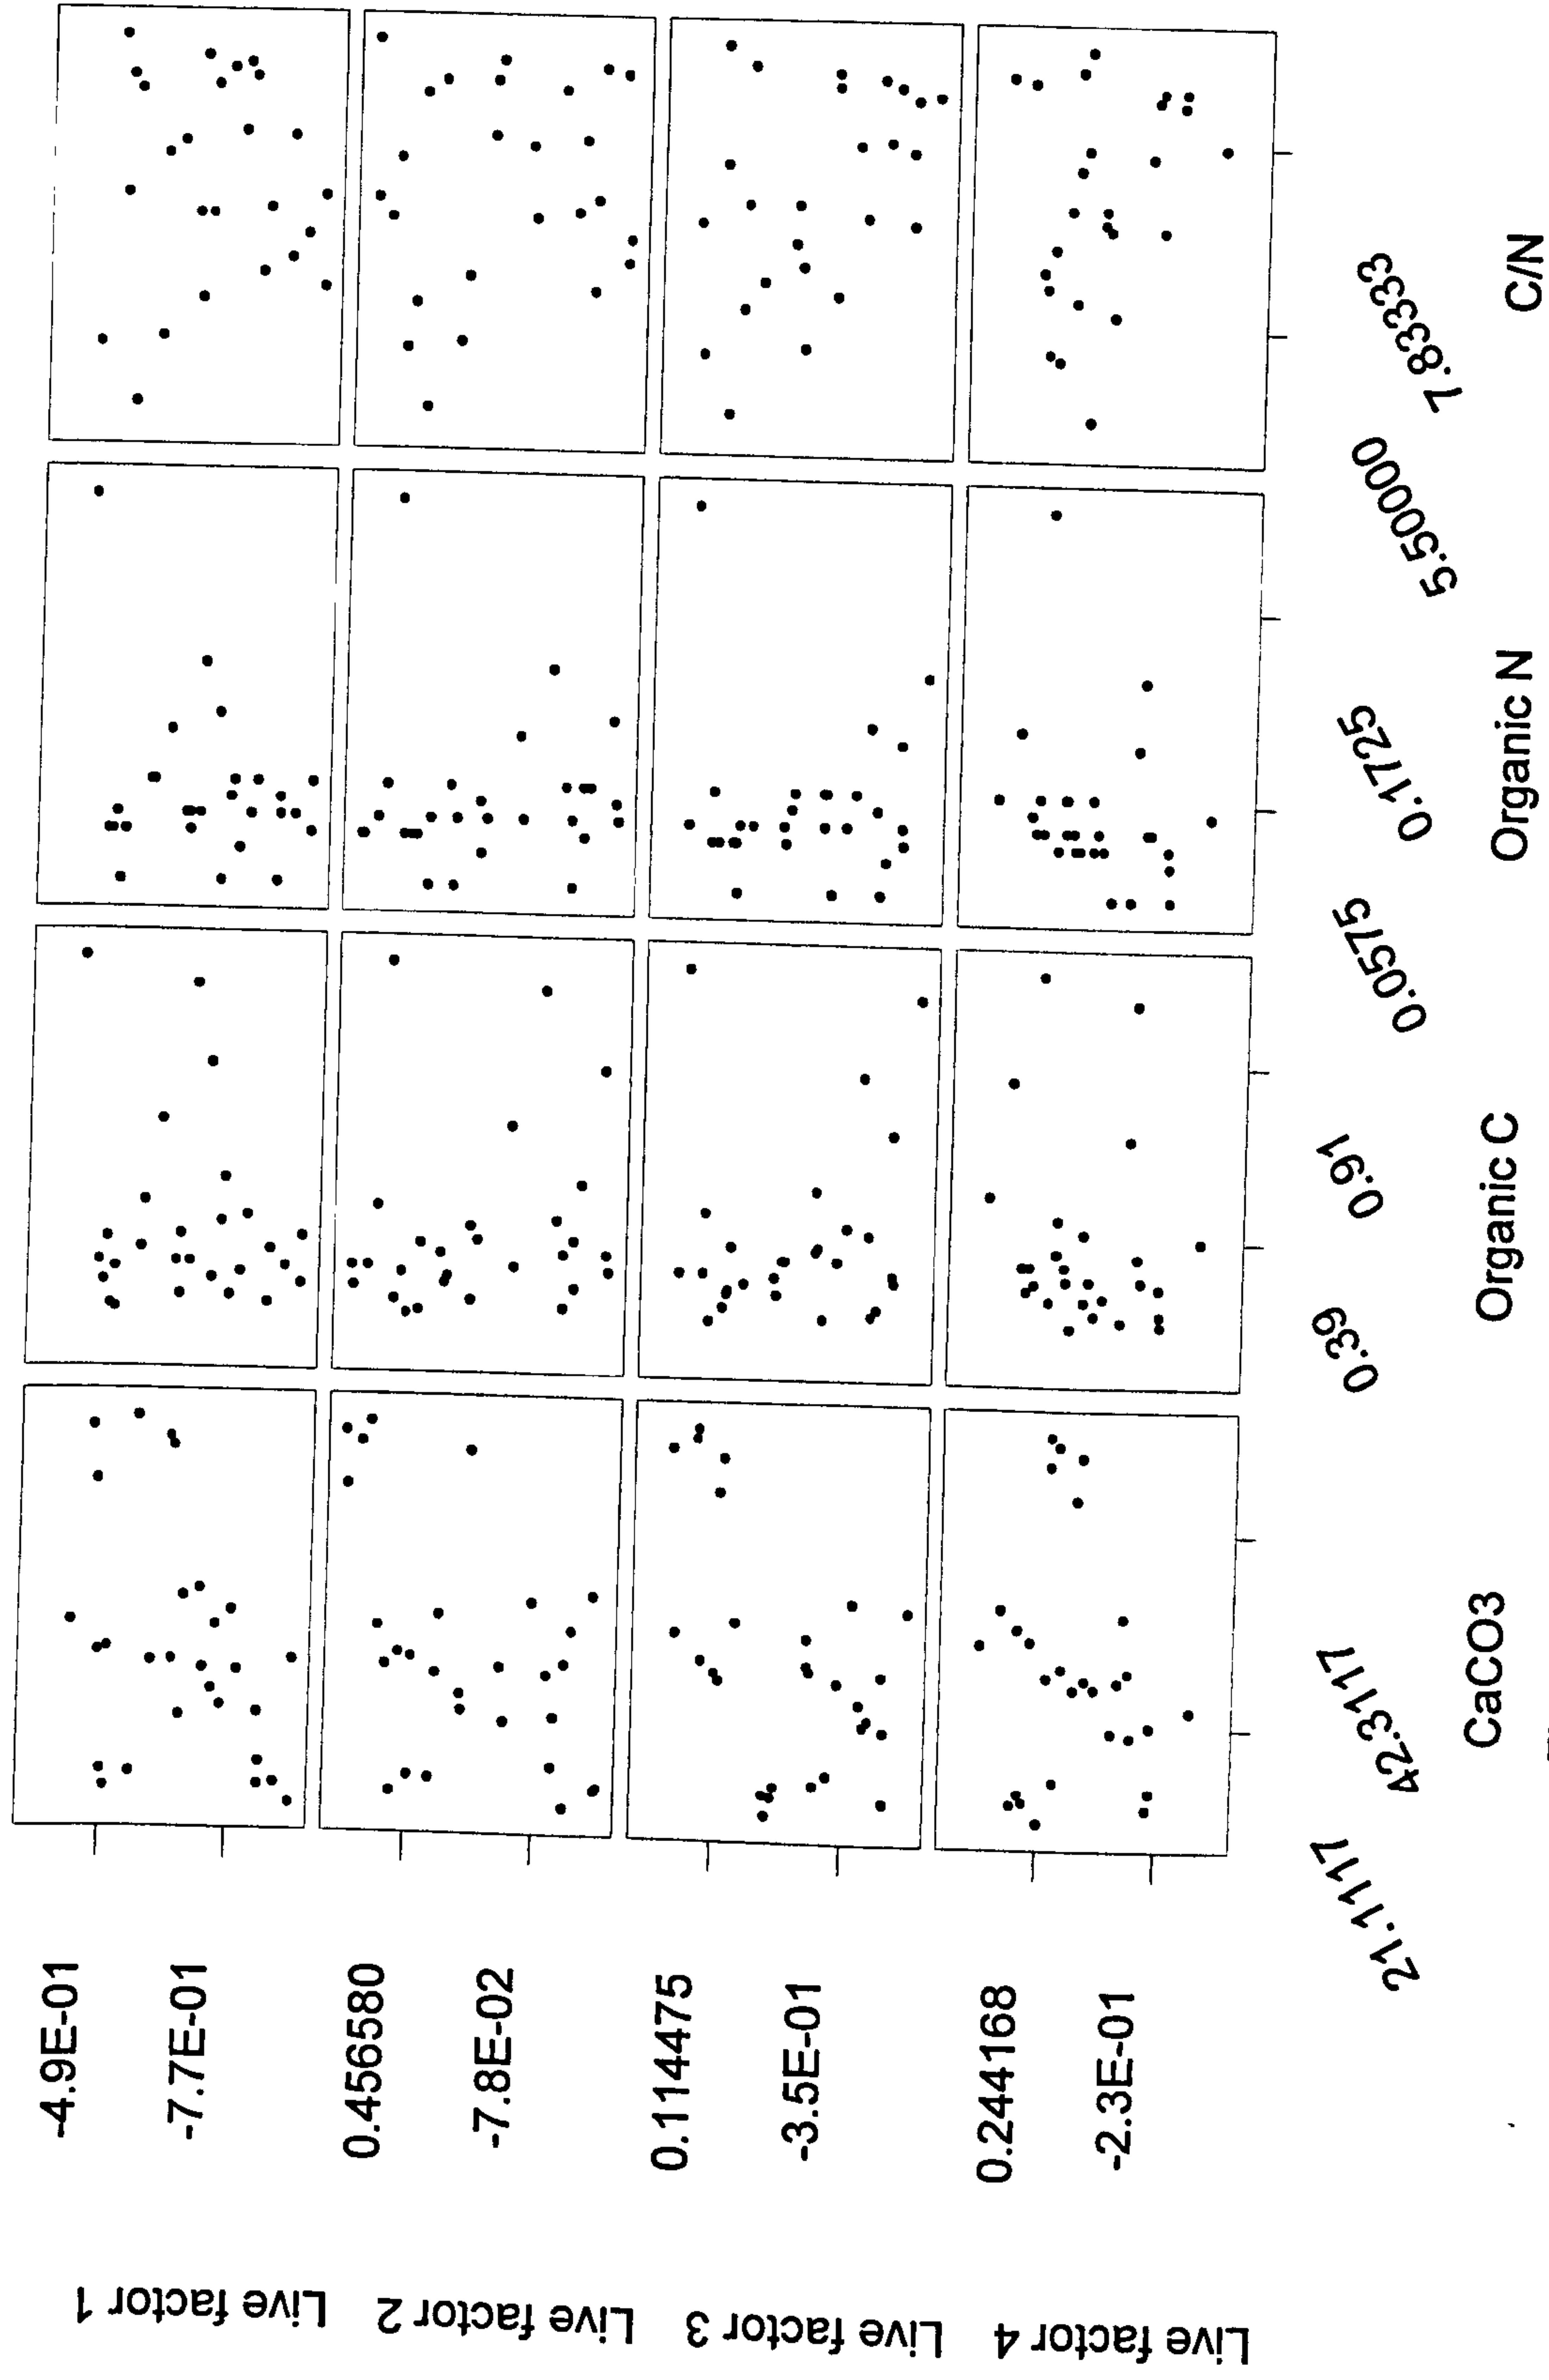 Live factor 1
-4.9E-01
-7.7E-01
Live factor 2
0.456580
-7.8E-02
Live factor 3
0.114475
-3.5E-01
Live factor 4
0.244168
-2.3E-01
21.1117
42.3117
0.39
0.91
0.0575
0.1725
5.50000
7.83333
CaCO3
Organic C
Organic N
C/N